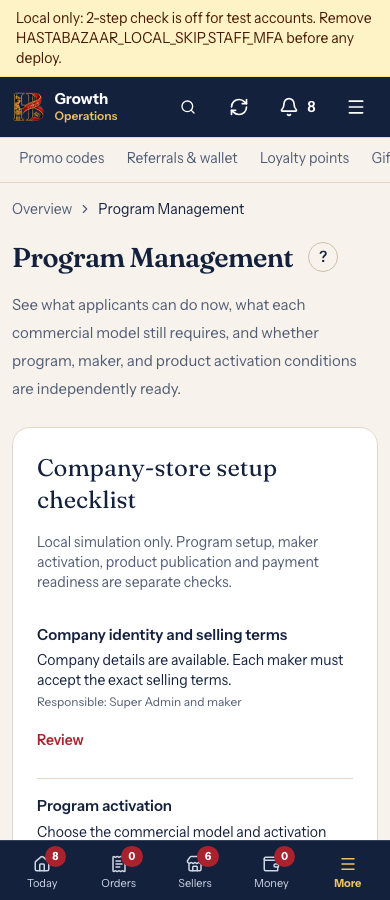 Local only: 2-step check is off for test accounts. Remove
HASTABAZAAR_LOCAL_SKIP_STAFF_MFA before any
deploy.
Growth
Operations
8
Promo codes Referrals & wallet Loyalty points Gif
Overview > Program Management
Program Management ?
See what applicants can do now, what each
commercial model still requires, and whether
program, maker, and product activation conditions
are independently ready.
Company-store setup
checklist
Local simulation only. Program setup, maker
activation, product publication and payment
readiness are separate checks.
Company identity and selling terms
Company details are available. Each maker must
accept the exact selling terms.
Responsible: Super Admin and maker
Review
Program activation
Choose the commercial model and activation
8 0 6 0
Today Orders Sellers Money More